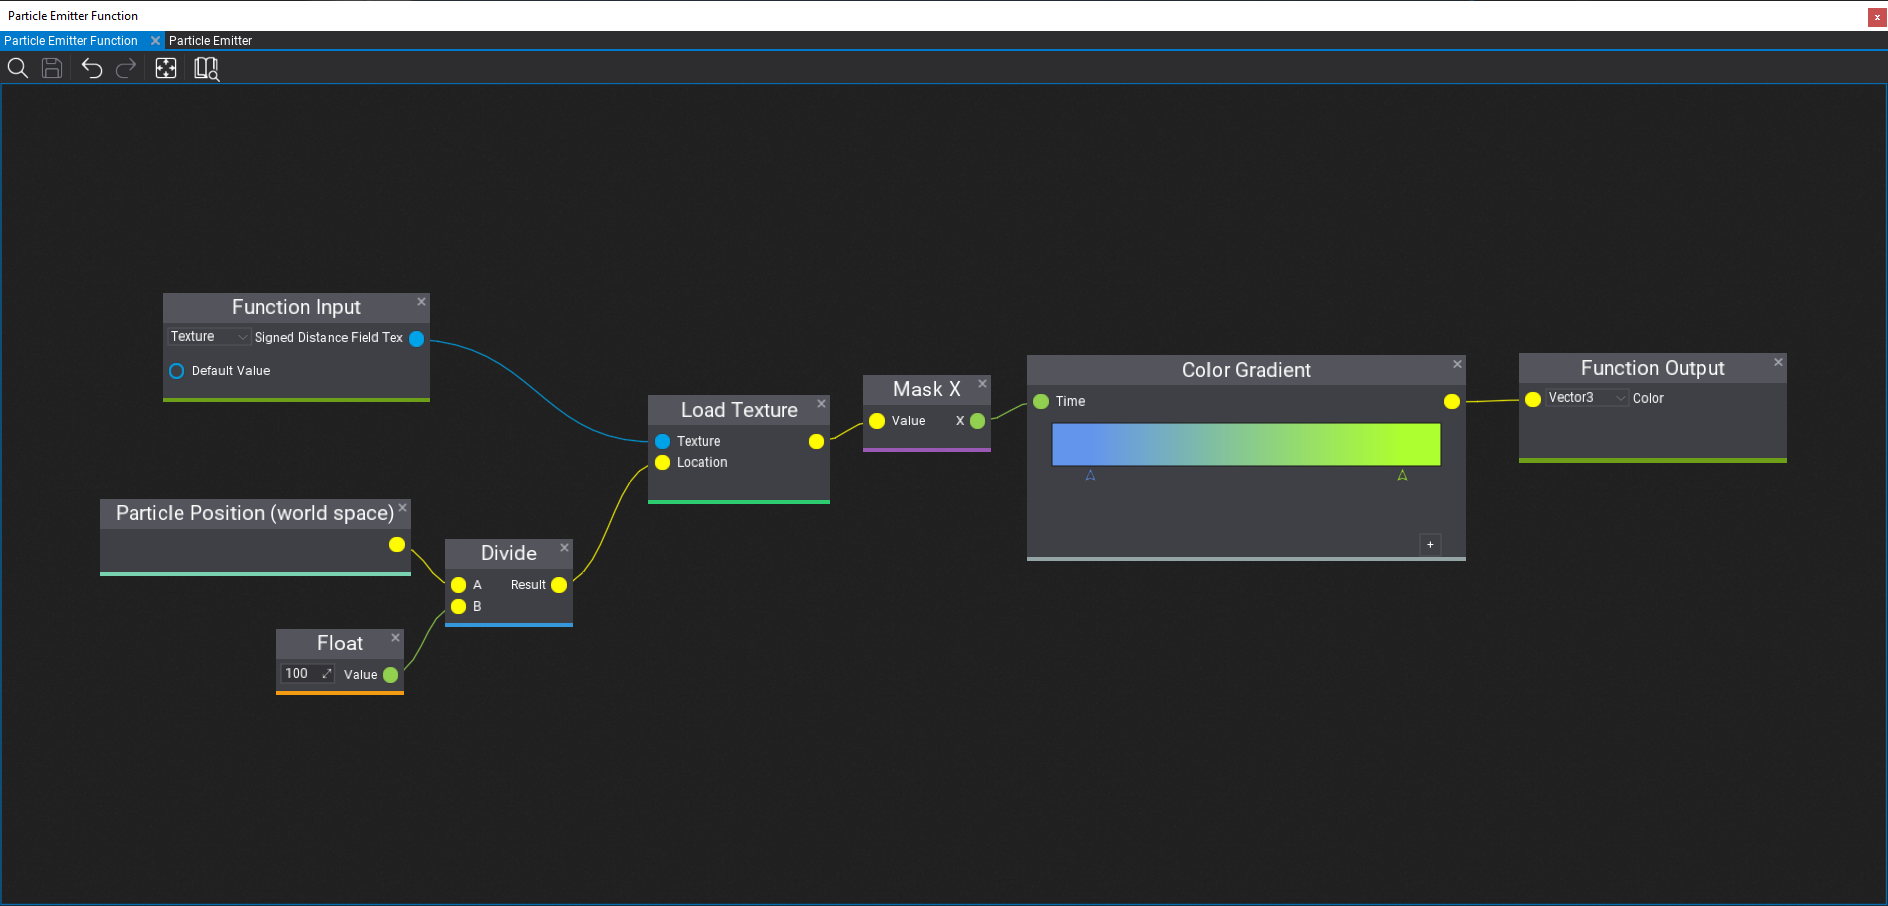 Particle Emitter Function
x
Particle Emitter Function
Particle Emitter
Function Input
Texture
Signed Distance Field Tex
Default Value
Particle Position (world space)
Divide
A
Result
B
Float
100
Value
Load Texture
Texture
Location
Mask X
Value
X
Color Gradient
Time
+
Function Output
Vector3
Color